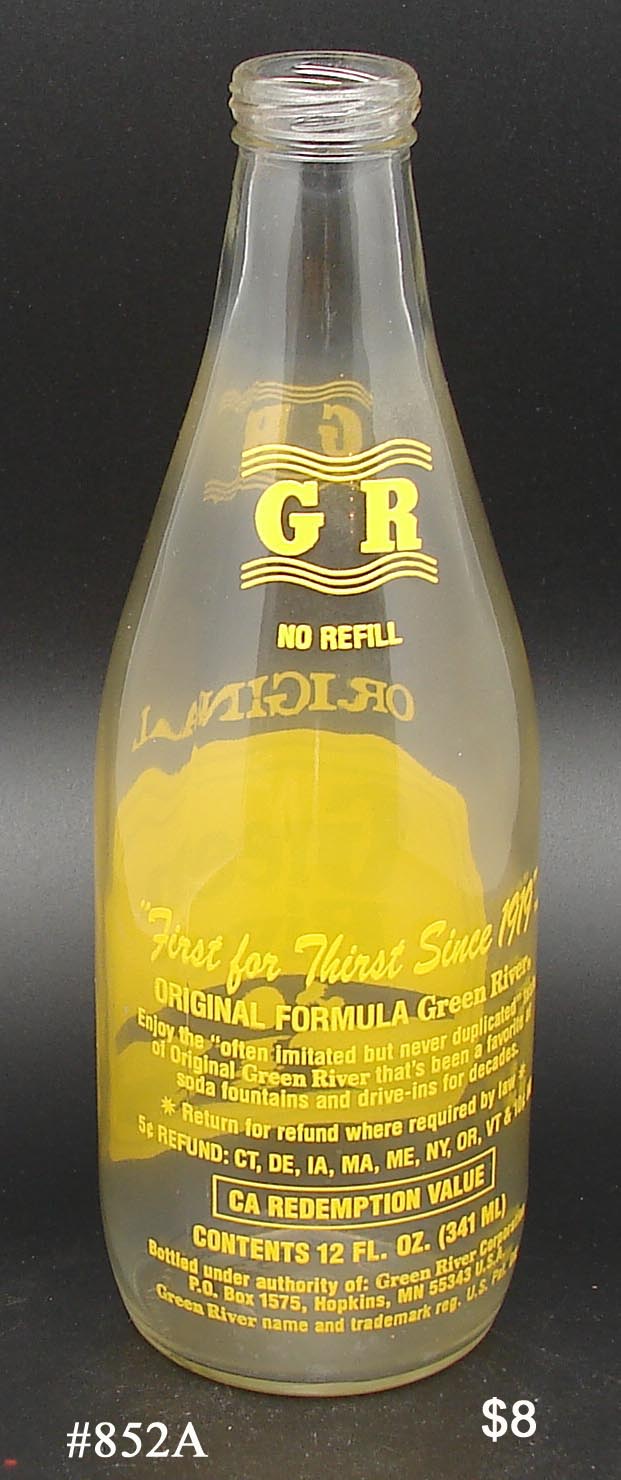 G R
NO REFILL
ORIGINAL
"First for Thirst Since 1919"
ORIGINAL FORMULA Green River
Enjoy the "often imitated but never duplicated"
of Original Green River that's been a favorite
soda fountains and drive-ins for decades.
* Return for refund where required by law *
5¢ REFUND: CT, DE, IA, MA, ME, NY, OR, VT &
CA REDEMPTION VALUE
CONTENTS 12 FL. OZ. (341 ML)
Bottled under authority of: Green River Corporation
P.O. Box 1575, Hopkins, MN 55343 U.S.A.
Green River name and trademark reg. U.S. Pat.
#852A
$8